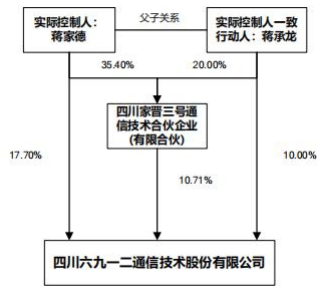 实际控制人：
蒋家德
父子关系
实际控制人一致
行动人：蒋承龙
35.40%
20.00%
四川家晋三号通
信技术合伙企业
(有限合伙)
17.70%
10.71%
10.00%
四川六九一二通信技术股份有限公司